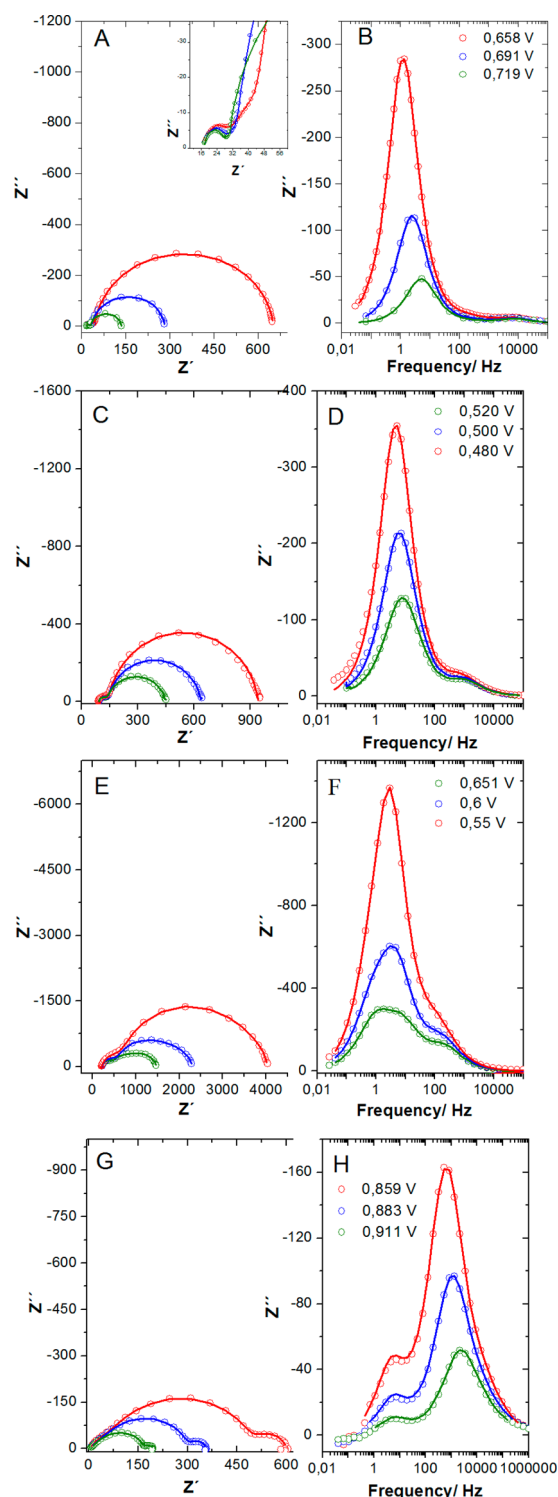 A
-1200
-1000
-800
-600
-400
-200
0
Z´´
0 150 300 450 600
Z´
-30
-20
-10
0
Z´´
16 24 32 40 48 56
Z´
B
0,658 V
0,691 V
0,719 V
-300
-250
-200
-150
-100
-50
0
Z´´
0,01 1 100 10000
Frequency/ Hz
C
-1600
-1200
-800
-400
0
Z´´
0 300 600 900
Z´
D
0,520 V
0,500 V
0,480 V
-400
-300
-200
-100
0
Z´´
0,01 1 100 10000
Frequency/ Hz
E
-6000
-4500
-3000
-1500
0
Z´´
0 1000 2000 3000 4000
Z´
F
0,651 V
0,6 V
0,55 V
-1200
-800
-400
0
Z´´
0,01 1 100 10000
Frequency/ Hz
G
-900
-750
-600
-450
-300
-150
0
Z´´
0 100 200 300 400 500 600
Z´
H
0,859 V
0,883 V
0,911 V
-160
-120
-80
-40
0
Z´´
0,01 1 100 10000 1000000
Frequency/ Hz